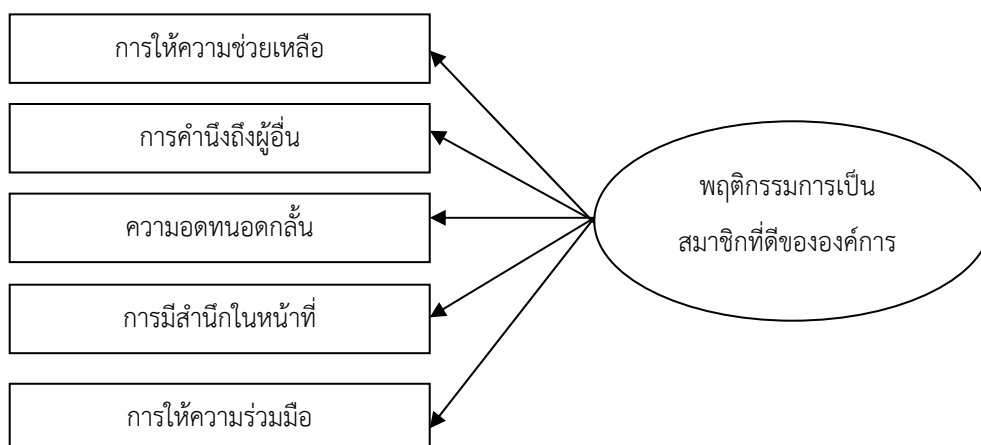 การให้ความช่วยเหลือ
การคำนึงถึงผู้อื่น
ความอดทนอดกลั้น
การมีสำนึกในหน้าที่
การให้ความร่วมมือ
พฤติกรรมการเป็น
สมาชิกที่ดีขององค์การ